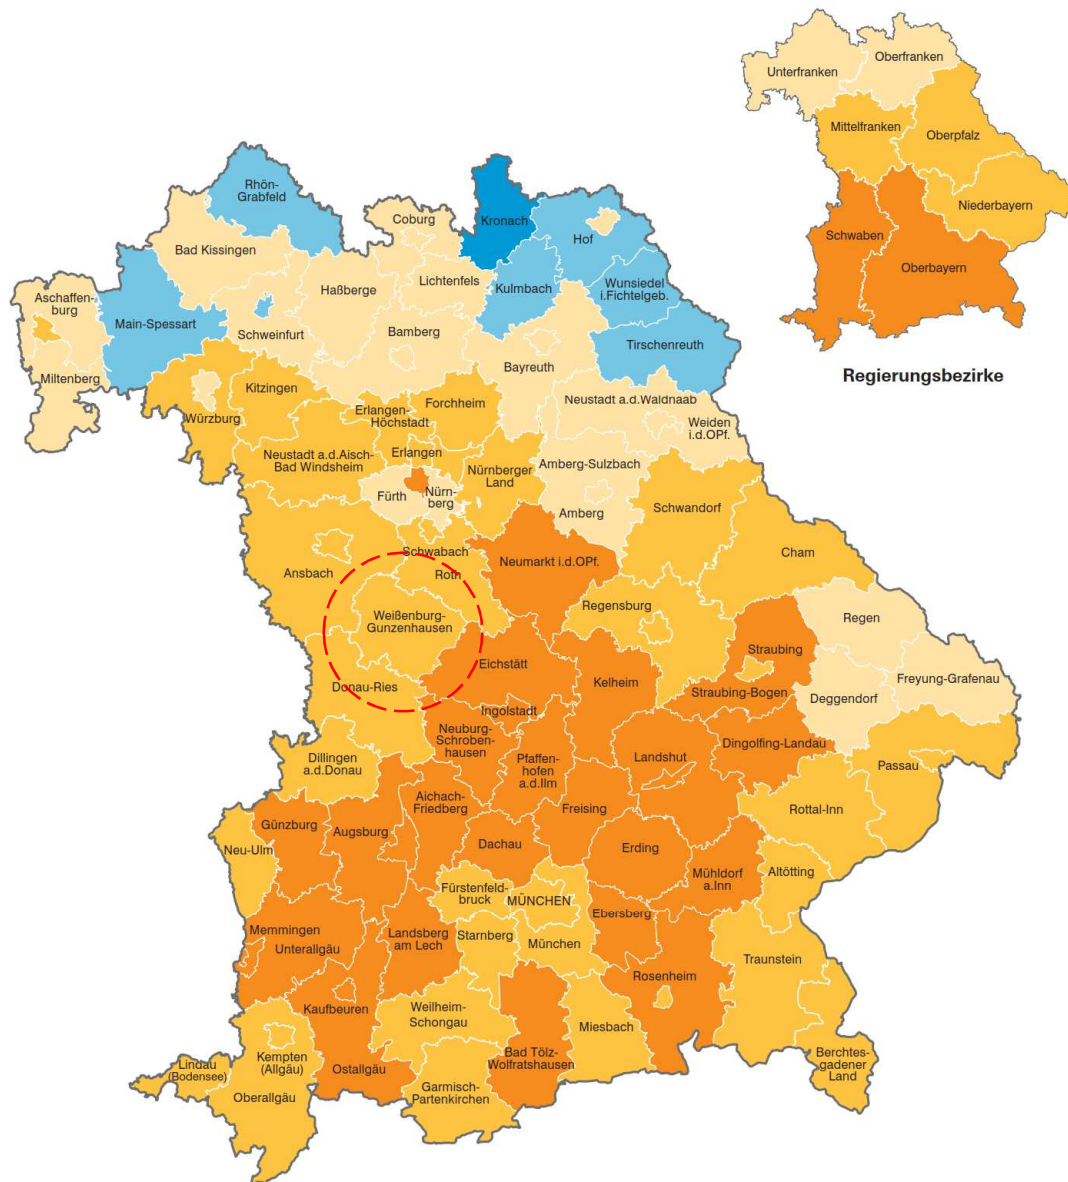 Oberfranken
Unterfranken
Mittelfranken
Oberpfalz
Niederbayern
Schwaben
Oberbayern
Regierungsbezirke
Rhön-
Grabfeld
Coburg
Kronach
Hof
Bad Kissingen
Lichtenfels
Kulmbach
Wunsiedel
i.Fichtelgeb.
Aschaffen-
burg
Haßberge
Main-Spessart
Schweinfurt
Bamberg
Tirschenreuth
Bayreuth
Miltenberg
Kitzingen
Neustadt a.d.Waldnaab
Würzburg
Erlangen-
Höchstadt
Forchheim
Weiden
i.d.OPf.
Neustadt a.d.Aisch-
Bad Windsheim
Erlangen
Nürnberger
Land
Amberg-Sulzbach
Fürth
Nürn-
berg
Amberg
Schwandorf
Schwabach
Neumarkt i.d.OPf.
Cham
Ansbach
Roth
Weißenburg-
Gunzenhausen
Regensburg
Regen
Straubing
Eichstätt
Kelheim
Freyung-Grafenau
Donau-Ries
Straubing-Bogen
Deggendorf
Ingolstadt
Neuburg-
Schroben-
hausen
Pfaffen-
hofen
a.d.Ilm
Landshut
Dingolfing-Landau
Dillingen
a.d.Donau
Passau
Aichach-
Friedberg
Freising
Rottal-Inn
Günzburg
Augsburg
Neu-Ulm
Dachau
Erding
Mühldorf
a.Inn
Altötting
Fürstenfeld-
bruck
MÜNCHEN
Ebersberg
Memmingen
Unterallgäu
Landsberg
am Lech
Starnberg
München
Traunstein
Rosenheim
Kaufbeuren
Weilheim-
Schongau
Miesbach
Lindau
(Bodensee)
Kempten
(Allgäu)
Ostallgäu
Bad Tölz-
Wolfratshausen
Berchtes-
gadener
Land
Oberallgäu
Garmisch-
Partenkirchen